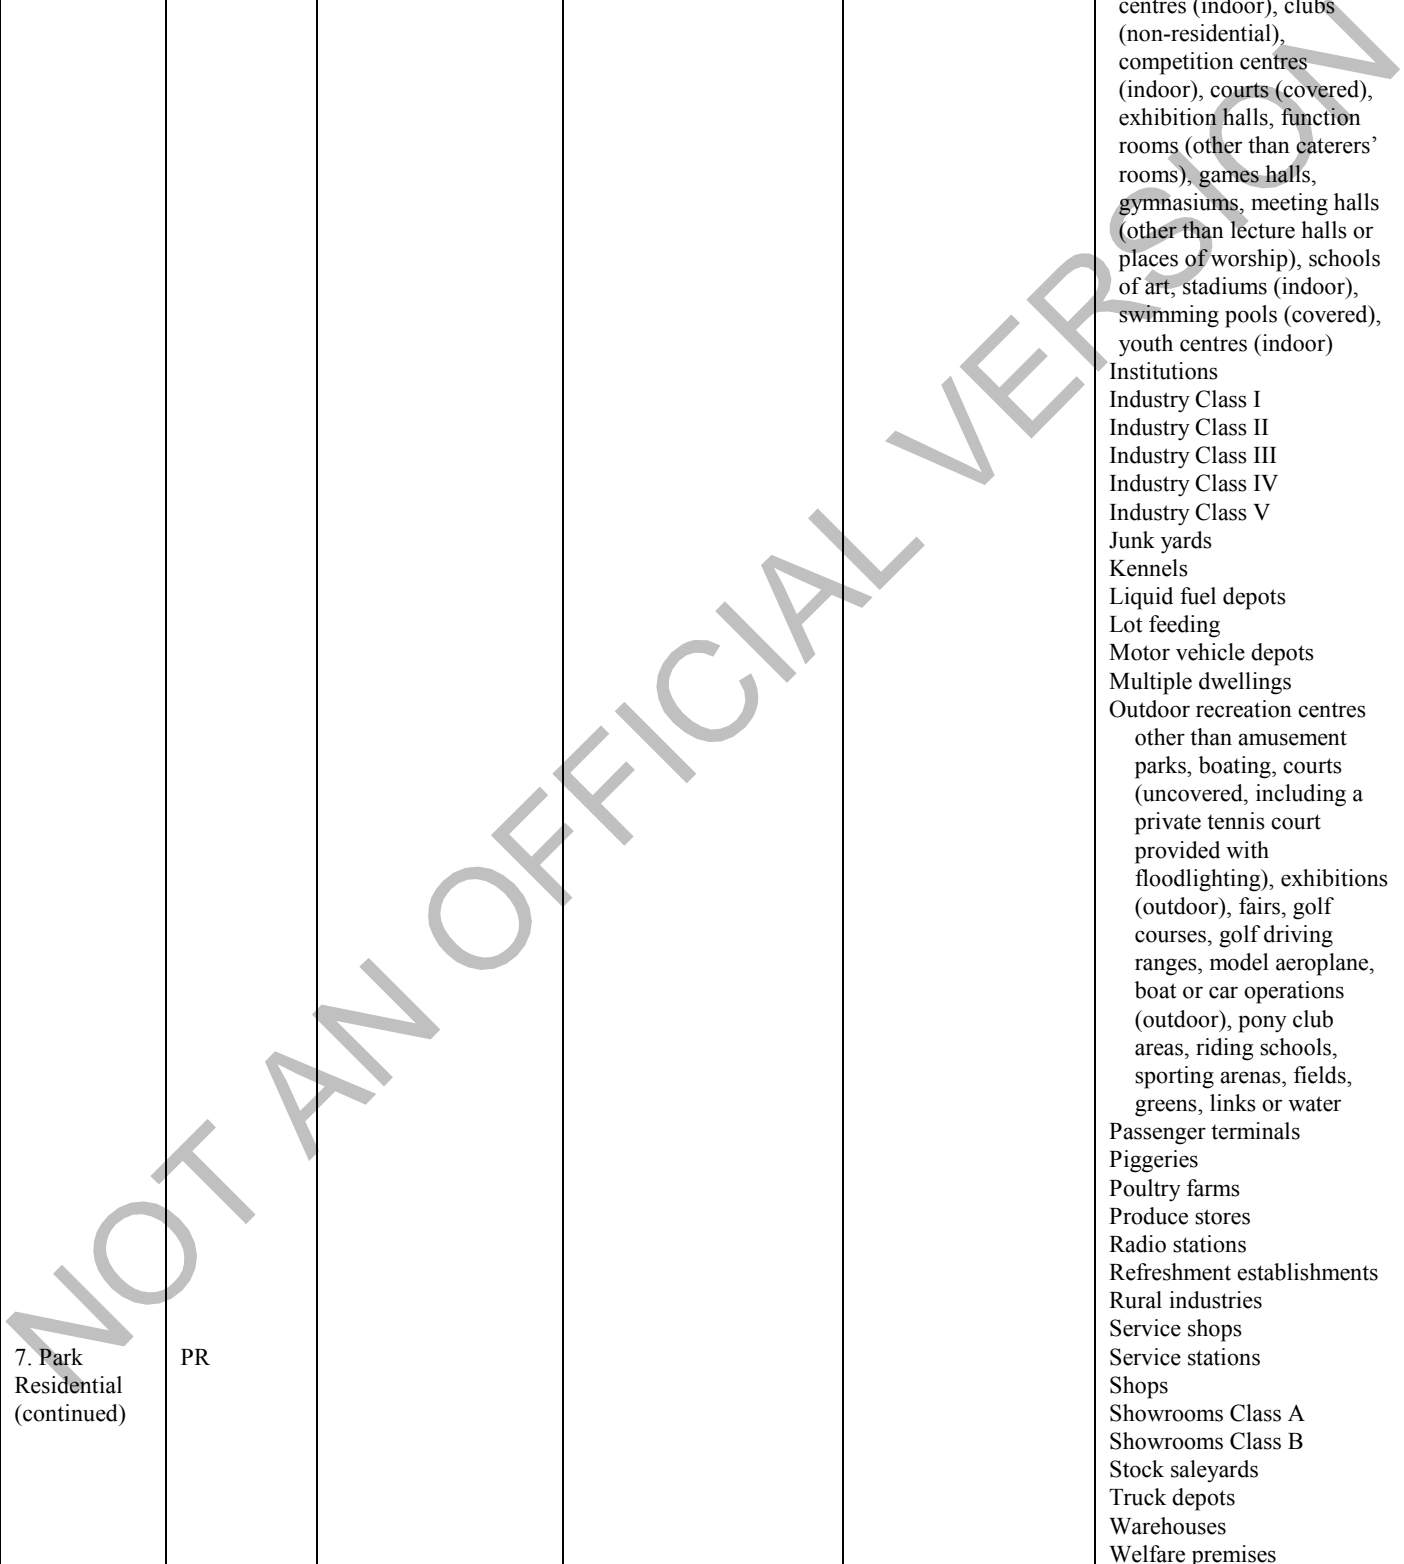 centres (indoor), clubs
(non-residential),
competition centres
(indoor), courts (covered),
exhibition halls, function
rooms (other than caterers’
rooms), games halls,
gymnasiums, meeting halls
(other than lecture halls or
places of worship), schools
of art, stadiums (indoor),
swimming pools (covered),
youth centres (indoor)
Institutions
Industry Class I
Industry Class II
Industry Class III
Industry Class IV
Industry Class V
Junk yards
Kennels
Liquid fuel depots
Lot feeding
Motor vehicle depots
Multiple dwellings
Outdoor recreation centres
other than amusement
parks, boating, courts
(uncovered, including a
private tennis court
provided with
floodlighting), exhibitions
(outdoor), fairs, golf
courses, golf driving
ranges, model aeroplane,
boat or car operations
(outdoor), pony club
areas, riding schools,
sporting arenas, fields,
greens, links or water
Passenger terminals
Piggeries
Poultry farms
Produce stores
Radio stations
Refreshment establishments
Rural industries
Service shops
7. Park PR Service stations
Residential Shops
(continued) Showrooms Class A
Showrooms Class B
Stock saleyards
Truck depots
Warehouses
Welfare premises
NOT AN OFFICIAL VERSION